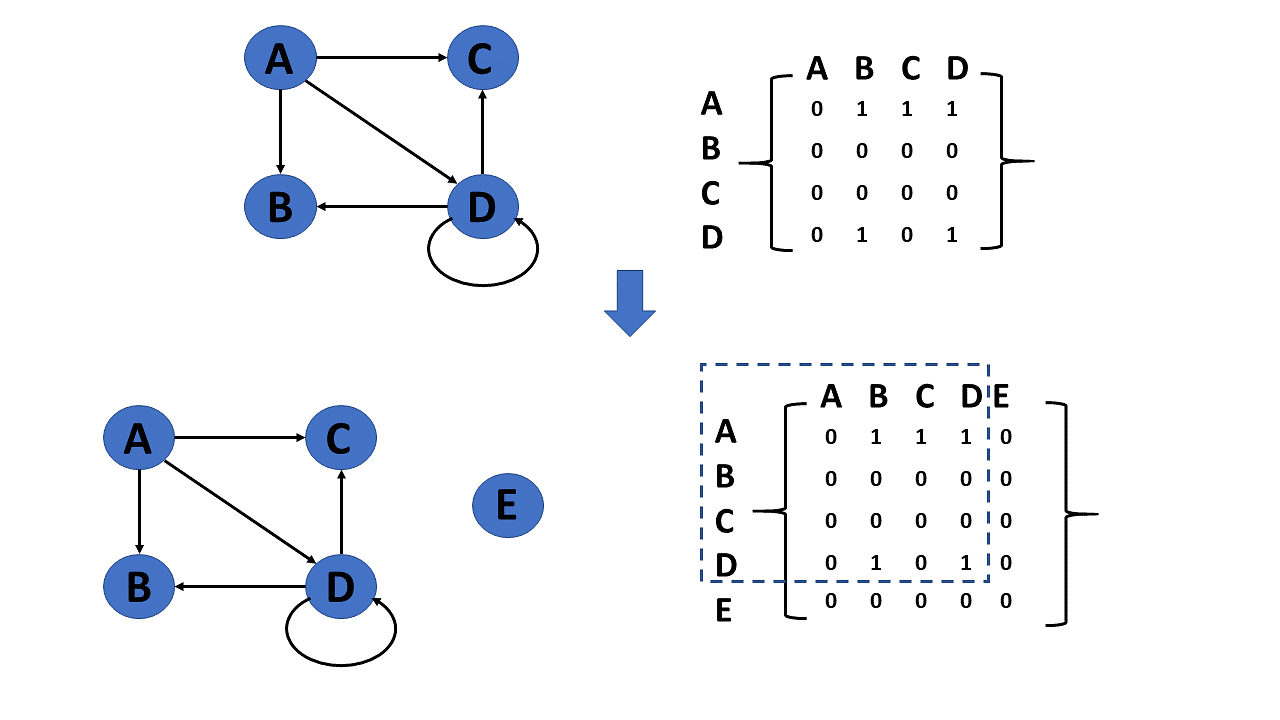 A C
B D
A B C D
A 0 1 1 1
B 0 0 0 0
C 0 0 0 0
D 0 1 0 1
A C
E
B D
A B C D E
A 0 1 1 1 0
B 0 0 0 0 0
C 0 0 0 0 0
D 0 1 0 1 0
E 0 0 0 0 0